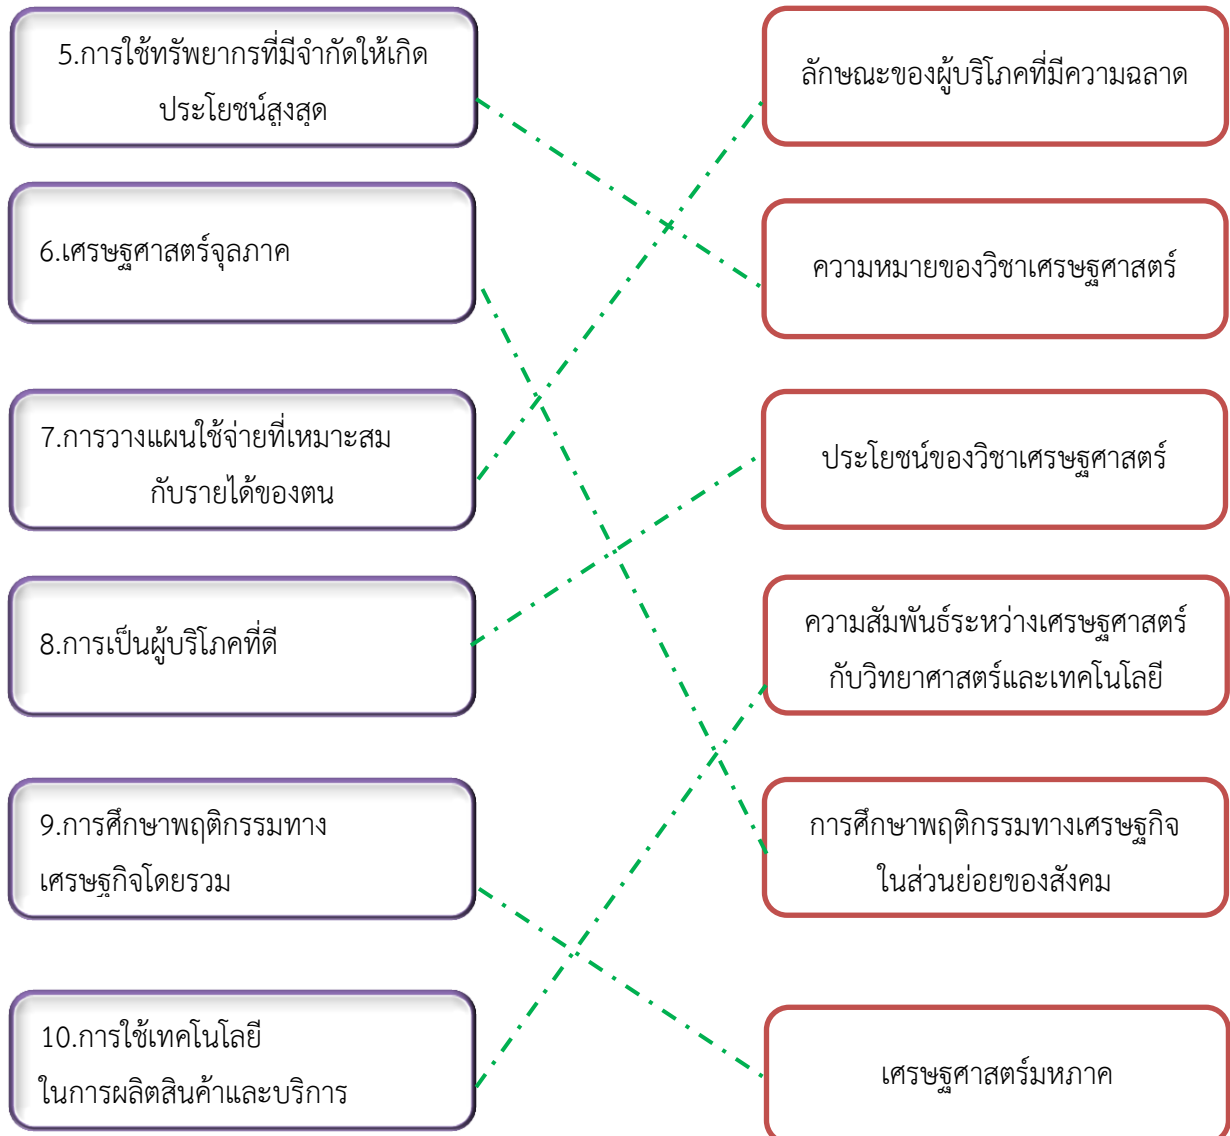 5.การใช้ทรัพยากรที่มีจำกัดให้เกิด
ประโยชน์สูงสุด
ลักษณะของผู้บริโภคที่มีความฉลาด
6.เศรษฐศาสตร์จุลภาค
ความหมายของวิชาเศรษฐศาสตร์
7.การวางแผนใช้จ่ายที่เหมาะสม
กับรายได้ของตน
ประโยชน์ของวิชาเศรษฐศาสตร์
8.การเป็นผู้บริโภคที่ดี
ความสัมพันธ์ระหว่างเศรษฐศาสตร์
กับวิทยาศาสตร์และเทคโนโลยี
9.การศึกษาพฤติกรรมทาง
เศรษฐกิจโดยรวม
การศึกษาพฤติกรรมทางเศรษฐกิจ
ในส่วนย่อยของสังคม
10.การใช้เทคโนโลยี
ในการผลิตสินค้าและบริการ
เศรษฐศาสตร์มหภาค